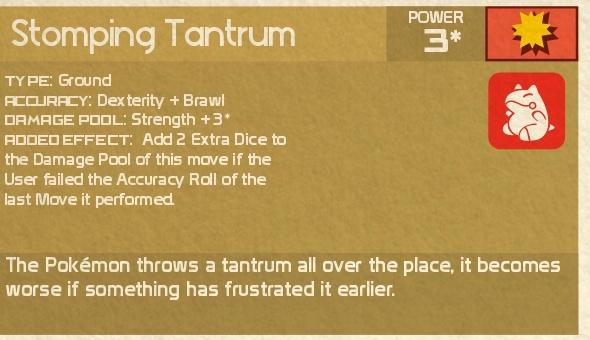 Stomping Tantrum
POWER
3*
TYPE: Ground
ACCURACY: Dexterity + Brawl
DAMAGE POOL: Strength + 3*
ADDED EFFECT: Add 2 Extra Dice to
the Damage Pool of this move if the
User failed the Accuracy Roll of the
last Move it performed.
The Pokémon throws a tantrum all over the place, it becomes
worse if something has frustrated it earlier.